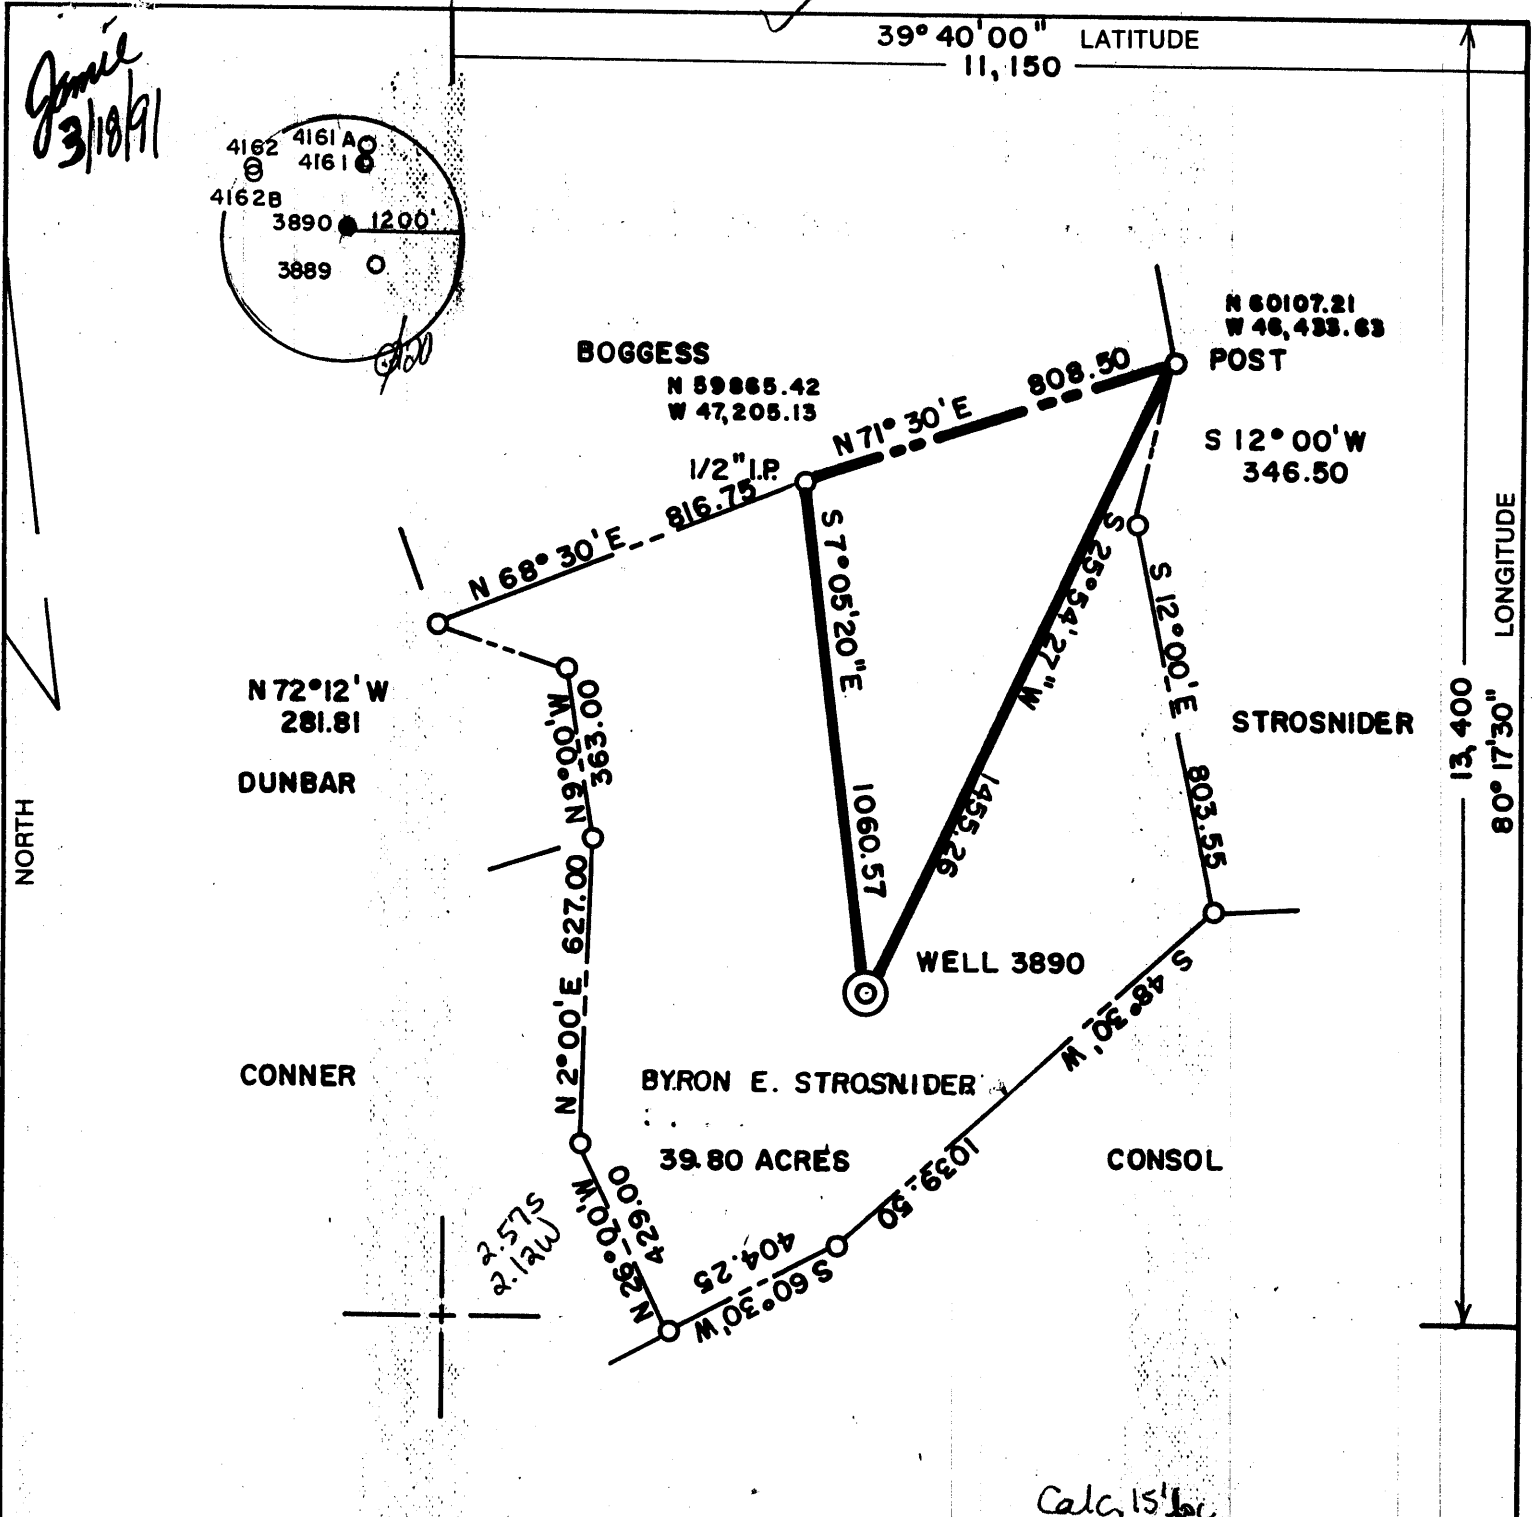 39° 40' 00" LATITUDE
11,150
Jamie
3/18/91
4162
4161 A
4161
4162B
3890 1200'
3889
N 60107.21
W 46,433.63
POST
BOGGESS
N 59865.42
W 47,205.13
808.50
N 71° 30' E
S 12° 00' W
346.50
1/2" I.P.
816.75
N 68° 30' E
S 7° 05' 20" E
1060.57
S 25° 54' 27" W
1455.26
S 12° 00' E
803.55
LONGITUDE
80° 17' 30"
13,400
N 72° 12' W
281.81
N 9° 00' W
363.00
STROSNIDER
DUNBAR
NORTH
627.00
N 2° 00' E
WELL 3890
S 48° 30' W
1039.50
CONNER
BYRON E. STROSNIDER
39.80 ACRES
CONSOL
N 26° 00' W
429.00
2.57S
2.12W
404.25
S 60° 30' W
Calc 15' loc